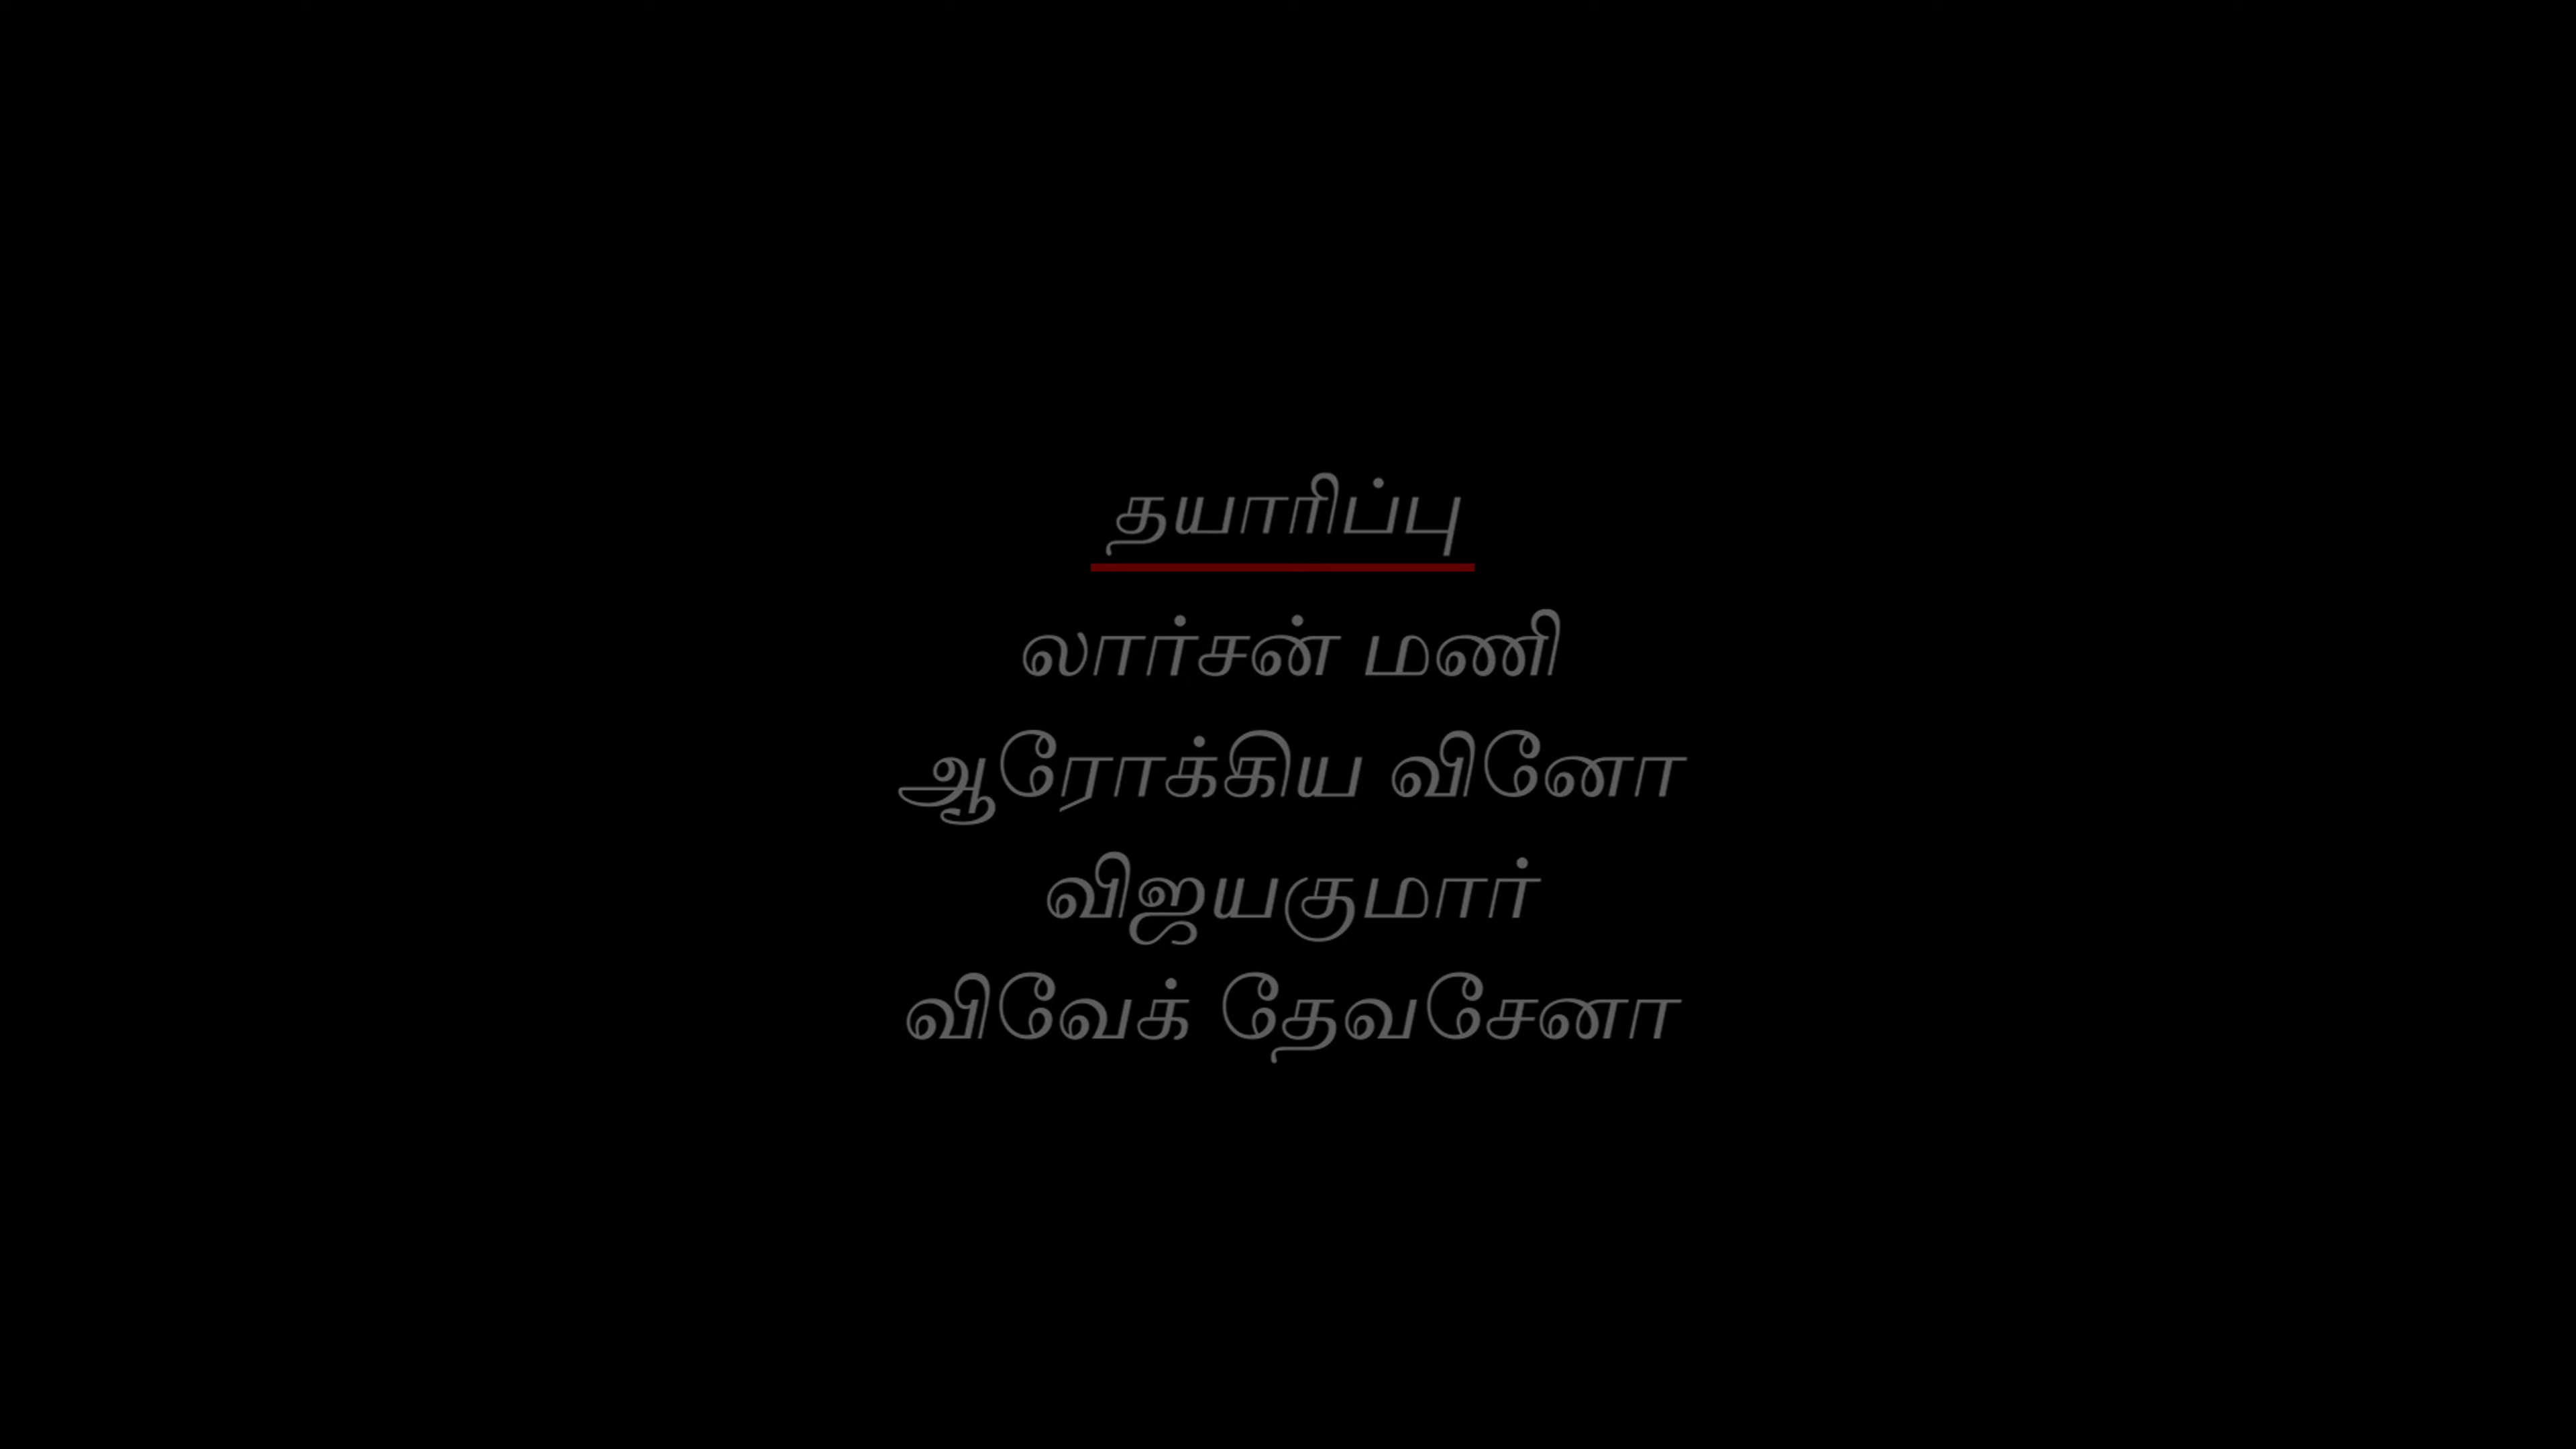 தயாரிப்பு
லார்சன் மணி
ஆரோக்கிய வினோ
விஜயகுமார்
விவேக் தேவசேனா